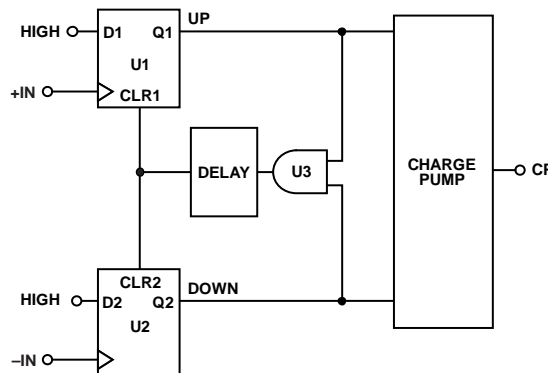 UP
HIGH
D1
Q1
U1
+IN
CLR1
DELAY
U3
CHARGE
PUMP
CP
CLR2
DOWN
HIGH
D2
Q2
U2
–IN